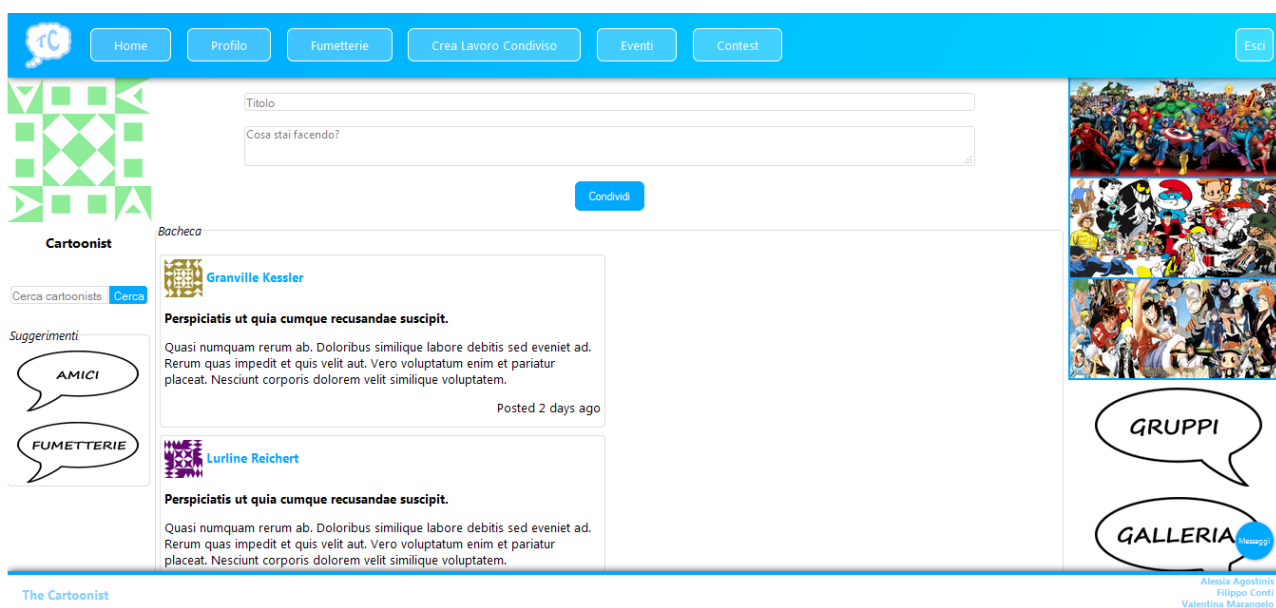 TC
Home
Profilo
Fumetterie
Crea Lavoro Condiviso
Eventi
Contest
Esci
Titolo
Cosa stai facendo?
Condividi
Cartoonist
Cerca cartoonists
Cerca
Suggerimenti
AMICI
FUMETTERIE
Bacheca
Granville Kessler
Perspiciatis ut quia cumque recusandae suscipit.
Quasi numquam rerum ab. Doloribus similique labore debitis sed eveniet ad.
Rerum quas impedit et quis velit aut. Vero voluptatum enim et pariatur
placeat. Nesciunt corporis dolorem velit similique voluptatem.
Posted 2 days ago
Lurline Reichert
Perspiciatis ut quia cumque recusandae suscipit.
Quasi numquam rerum ab. Doloribus similique labore debitis sed eveniet ad.
Rerum quas impedit et quis velit aut. Vero voluptatum enim et pariatur
placeat. Nesciunt corporis dolorem velit similique voluptatem.
GRUPPI
GALLERIA
Messaggi
The Cartoonist
Alessia Agostinis
Filippo Conti
Valentina Marangelo